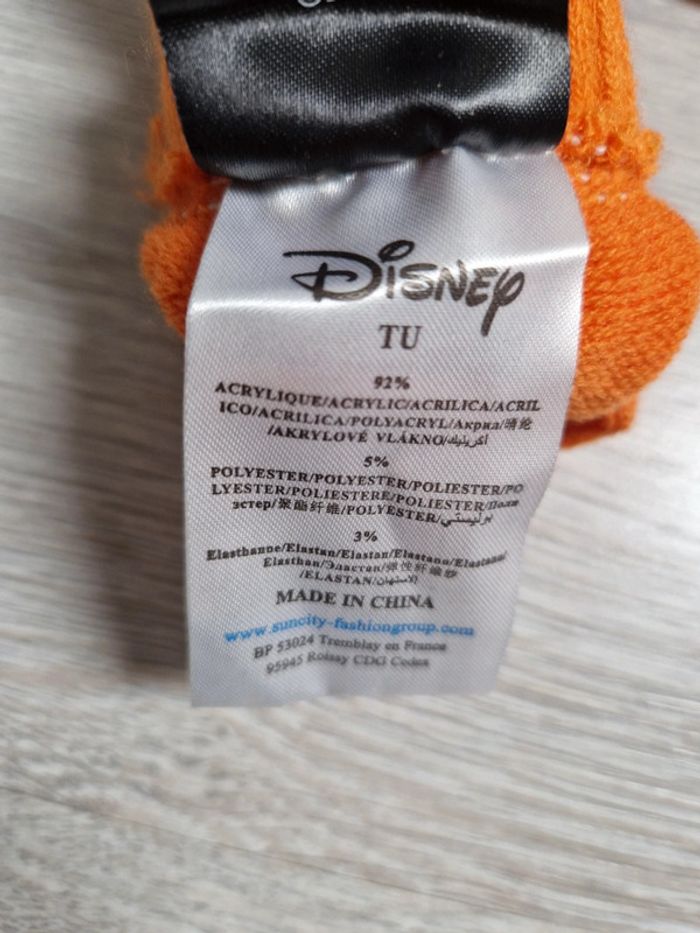 Disney
TU
92%
ACRYLIQUE/ACRYLIC/ACRILICA/ACRIL
ICO/ACRILICA/POLYACRYL/Акрил/晴纶
/AKRYLOVÉ VLÁKNO/أكريليك
5%
POLYESTER/POLYESTER/POLIESTER/PO
LYESTER/POLIESTERE/POLIESTER/Поли
эстер/聚酯纤维/POLYESTER/بوليستي
3%
Elasthanne/Elastan/Elastan/Elastano/Elastano/
Elasthan/Эластан/弹性纤维纱
/ELASTAN/
MADE IN CHINA
www.suncity-fashiongroup.com
BP 53024 Tremblay en France
95945 Roissy CDG Cedex